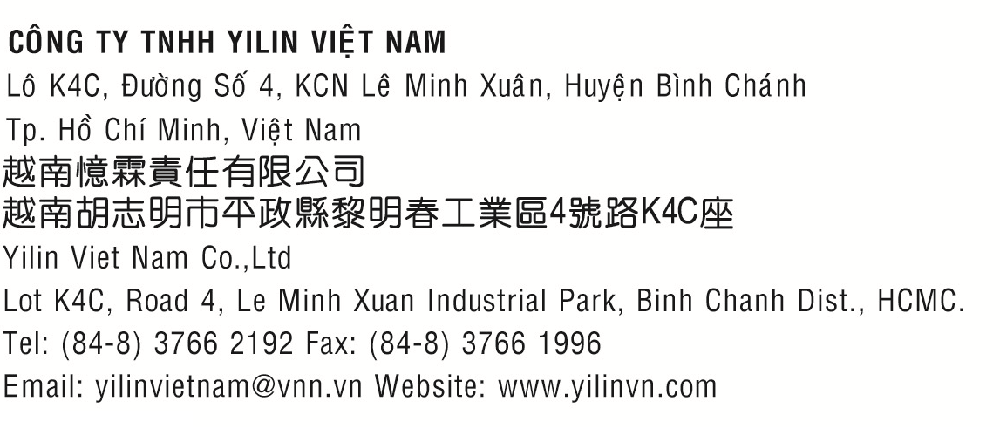 CÔNG TY TNHH YILIN VIỆT NAM
Lô K4C, Đường Số 4, KCN Lê Minh Xuân, Huyện Bình Chánh
Tp. Hồ Chí Minh, Việt Nam
越南憶霖責任有限公司
越南胡志明市平政縣黎明春工業區4號路K4C座
Yilin Viet Nam Co.,Ltd
Lot K4C, Road 4, Le Minh Xuan Industrial Park, Binh Chanh Dist., HCMC.
Tel: (84-8) 3766 2192 Fax: (84-8) 3766 1996
Email: yilinvietnam@vnn.vn Website: www.yilinvn.com